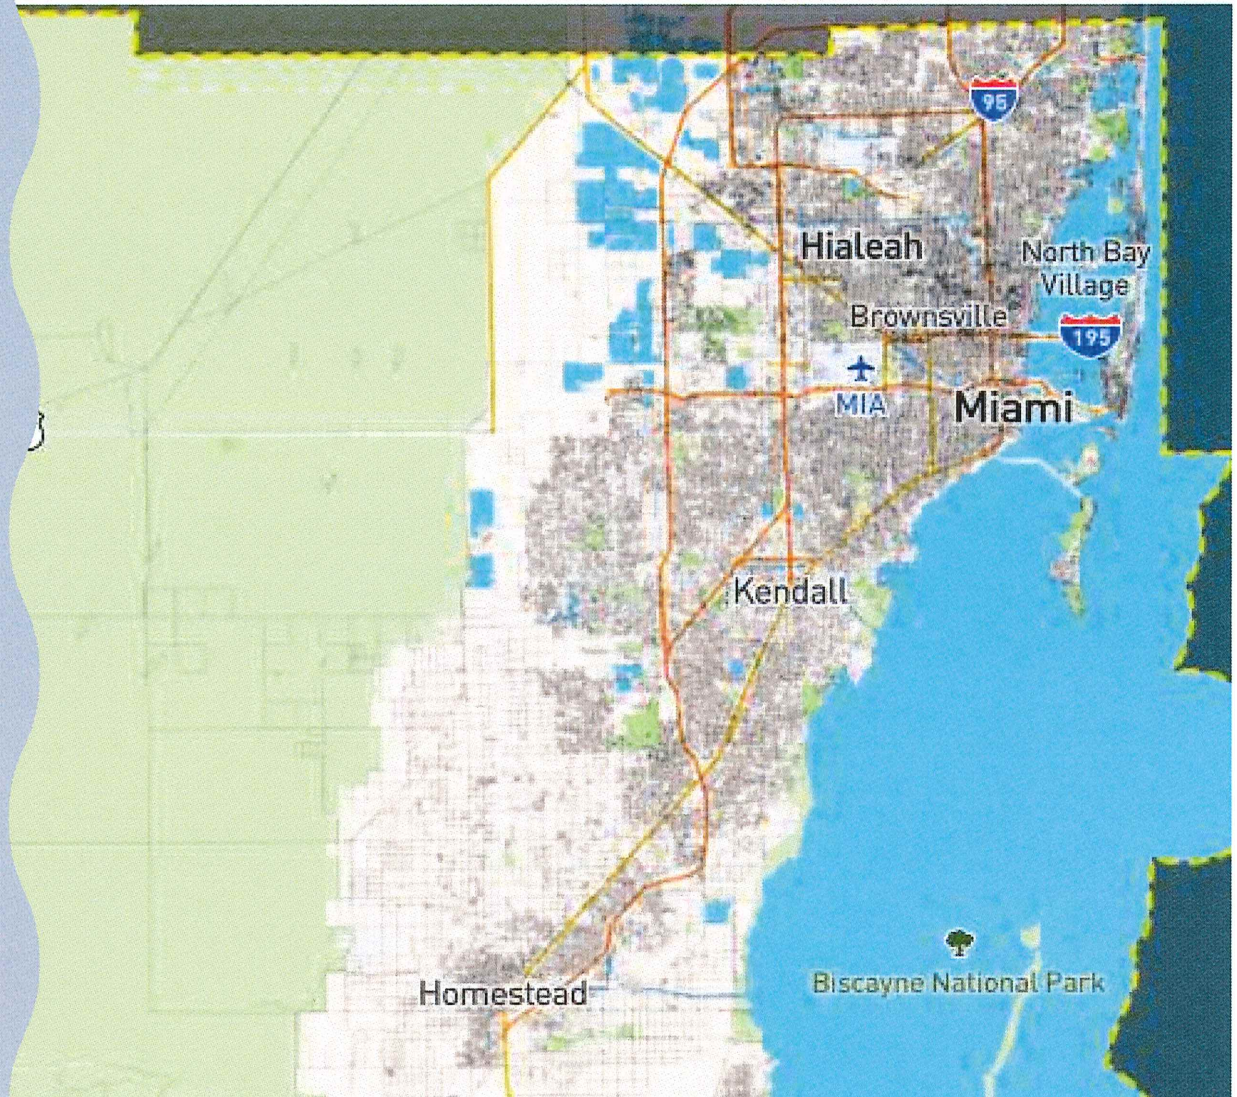 95
Hialeah
North Bay
Village
Brownsville
195
MIA
Miami
Kendall
Biscayne National Park
Homestead